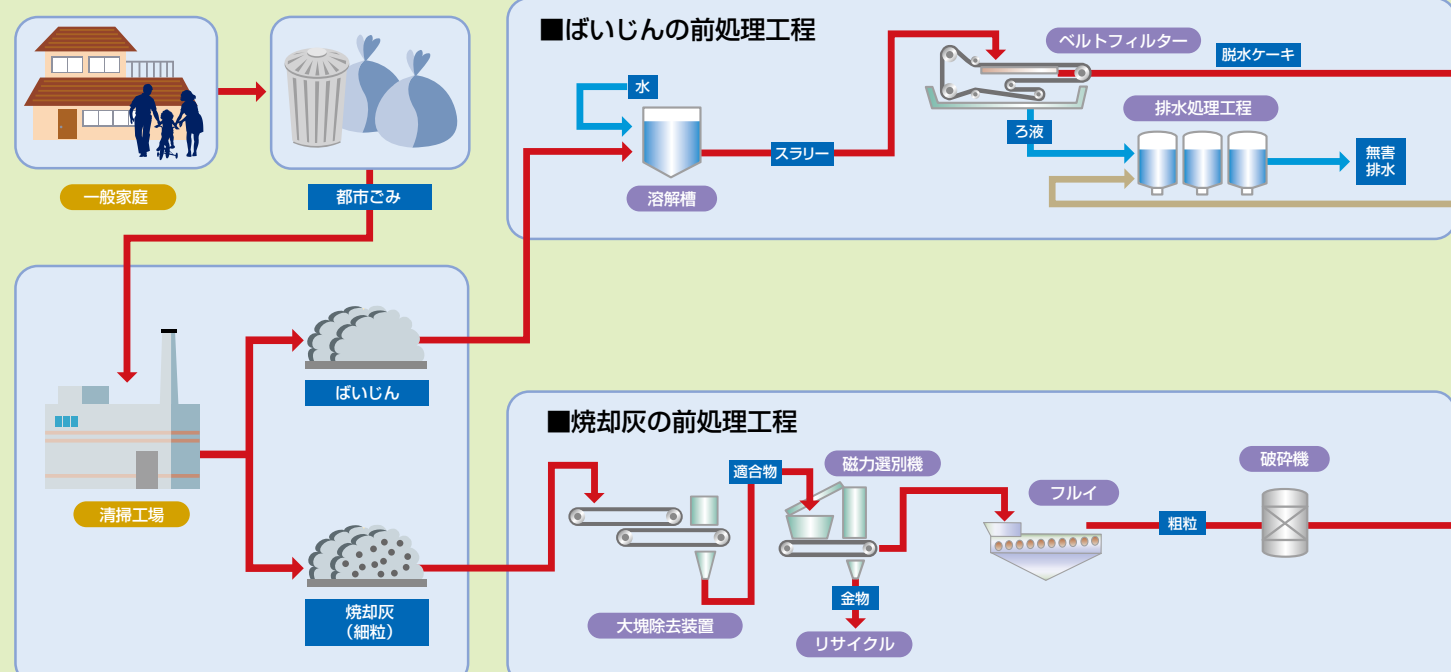 一般家庭
都市ごみ
清掃工場
ばいじん
焼却灰
（細粒）
■ばいじんの前処理工程
水
溶解槽
スラリー
ベルトフィルター
脱水ケーキ
ろ液
排水処理工程
無害
排水
■焼却灰の前処理工程
大塊除去装置
適合物
磁力選別機
金物
リサイクル
フルイ
粗粒
破砕機